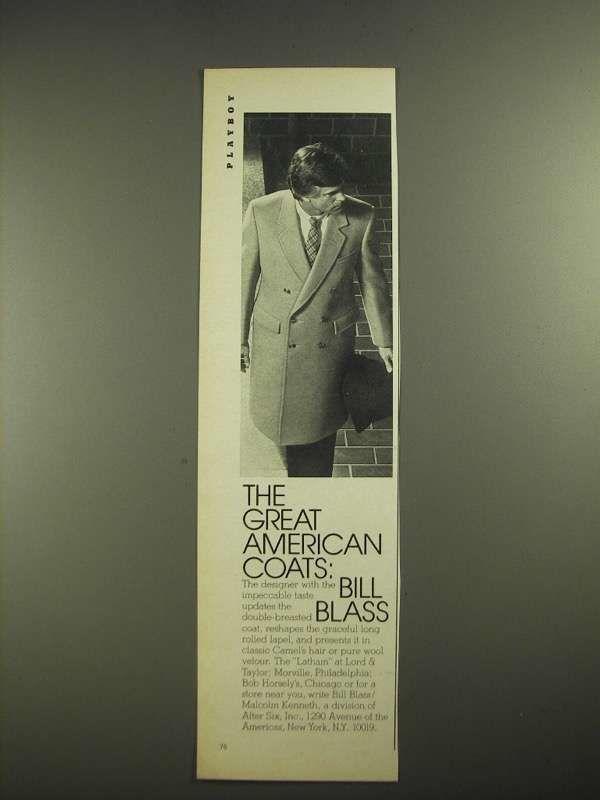 PLAYBOY
THE
GREAT
AMERICAN
COATS:
BILL
BLASS
The designer with the
impeccable taste
updates the
double-breasted
coat, reshapes the graceful long
rolled lapel, and presents it in
classic Camel's hair or pure wool
velour. The "Latham" at Lord &
Taylor; Morville, Philadelphia;
Bob Horsely's, Chicago or for a
store near you, write Bill Blass/
Malcolm Kenneth, a division of
After Six, Inc., 1290 Avenue of the
Americas, New York, N.Y. 10019.
76